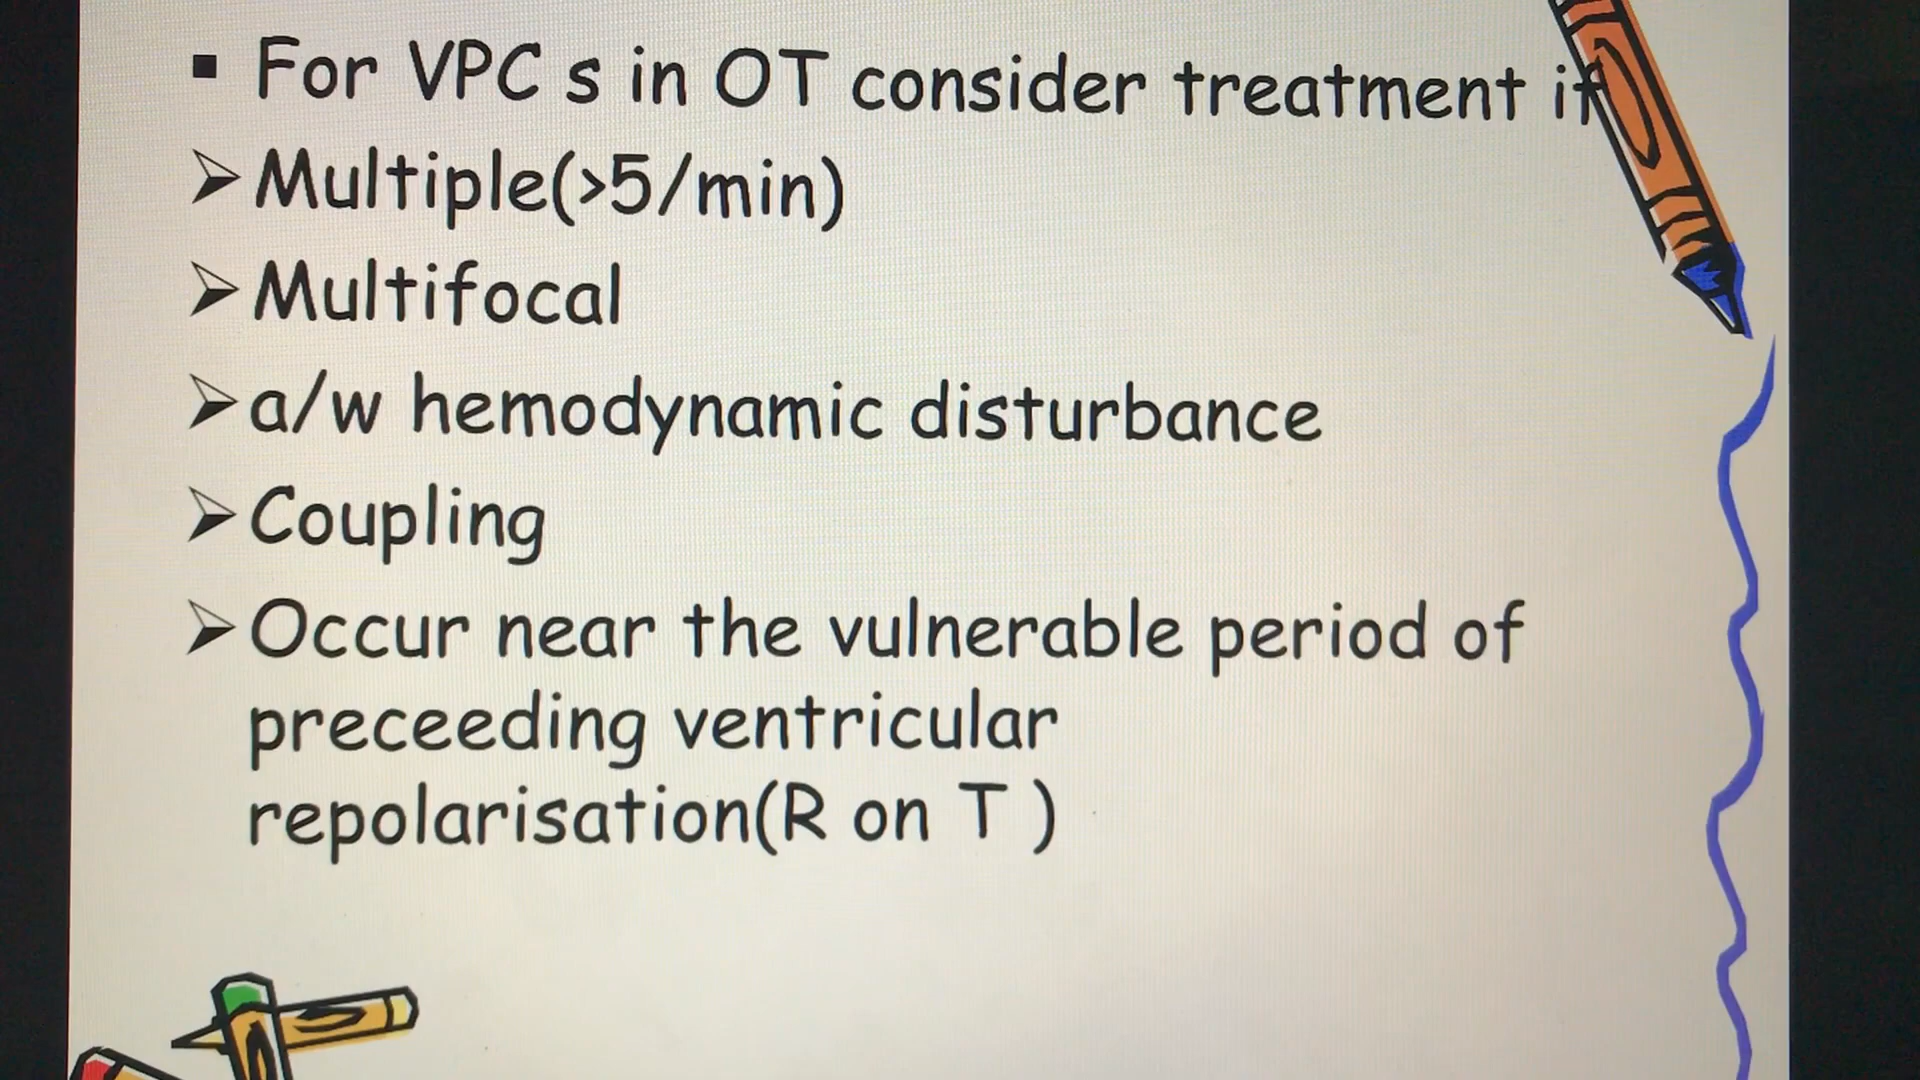 ▪ For VPC s in OT consider treatment if
➢ Multiple(>5/min)
➢ Multifocal
➢ a/w hemodynamic disturbance
➢ Coupling
➢ Occur near the vulnerable period of
preceeding ventricular
repolarisation(R on T )